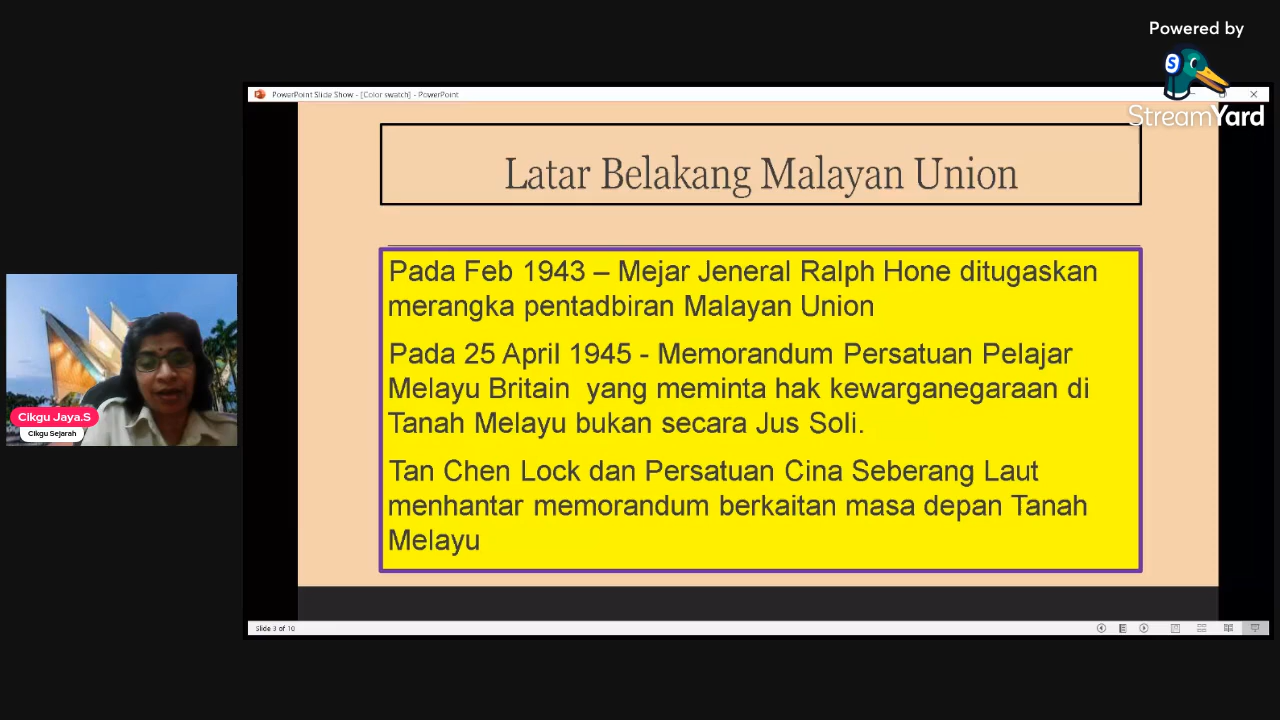 Powered by
StreamYard
PowerPoint Slide Show - [Color swatch] - PowerPoint
Latar Belakang Malayan Union
Pada Feb 1943 – Mejar Jeneral Ralph Hone ditugaskan
merangka pentadbiran Malayan Union
Pada 25 April 1945 - Memorandum Persatuan Pelajar
Melayu Britain yang meminta hak kewarganegaraan di
Tanah Melayu bukan secara Jus Soli.
Tan Chen Lock dan Persatuan Cina Seberang Laut
menhantar memorandum berkaitan masa depan Tanah
Melayu
Cikgu Jaya.S
Cikgu Sejarah
Slide 3 of 10